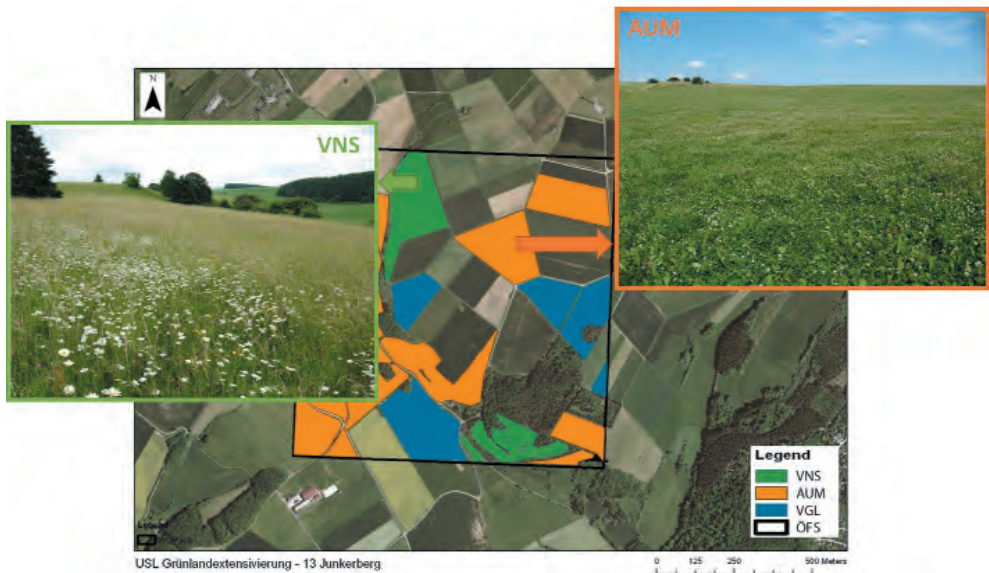 AUM
N
VNS
Legend
VNS
AUM
VGL
ÖFS
USL Grünlandextensivierung - 13 Junkerberg
0 125 250 500 Meters